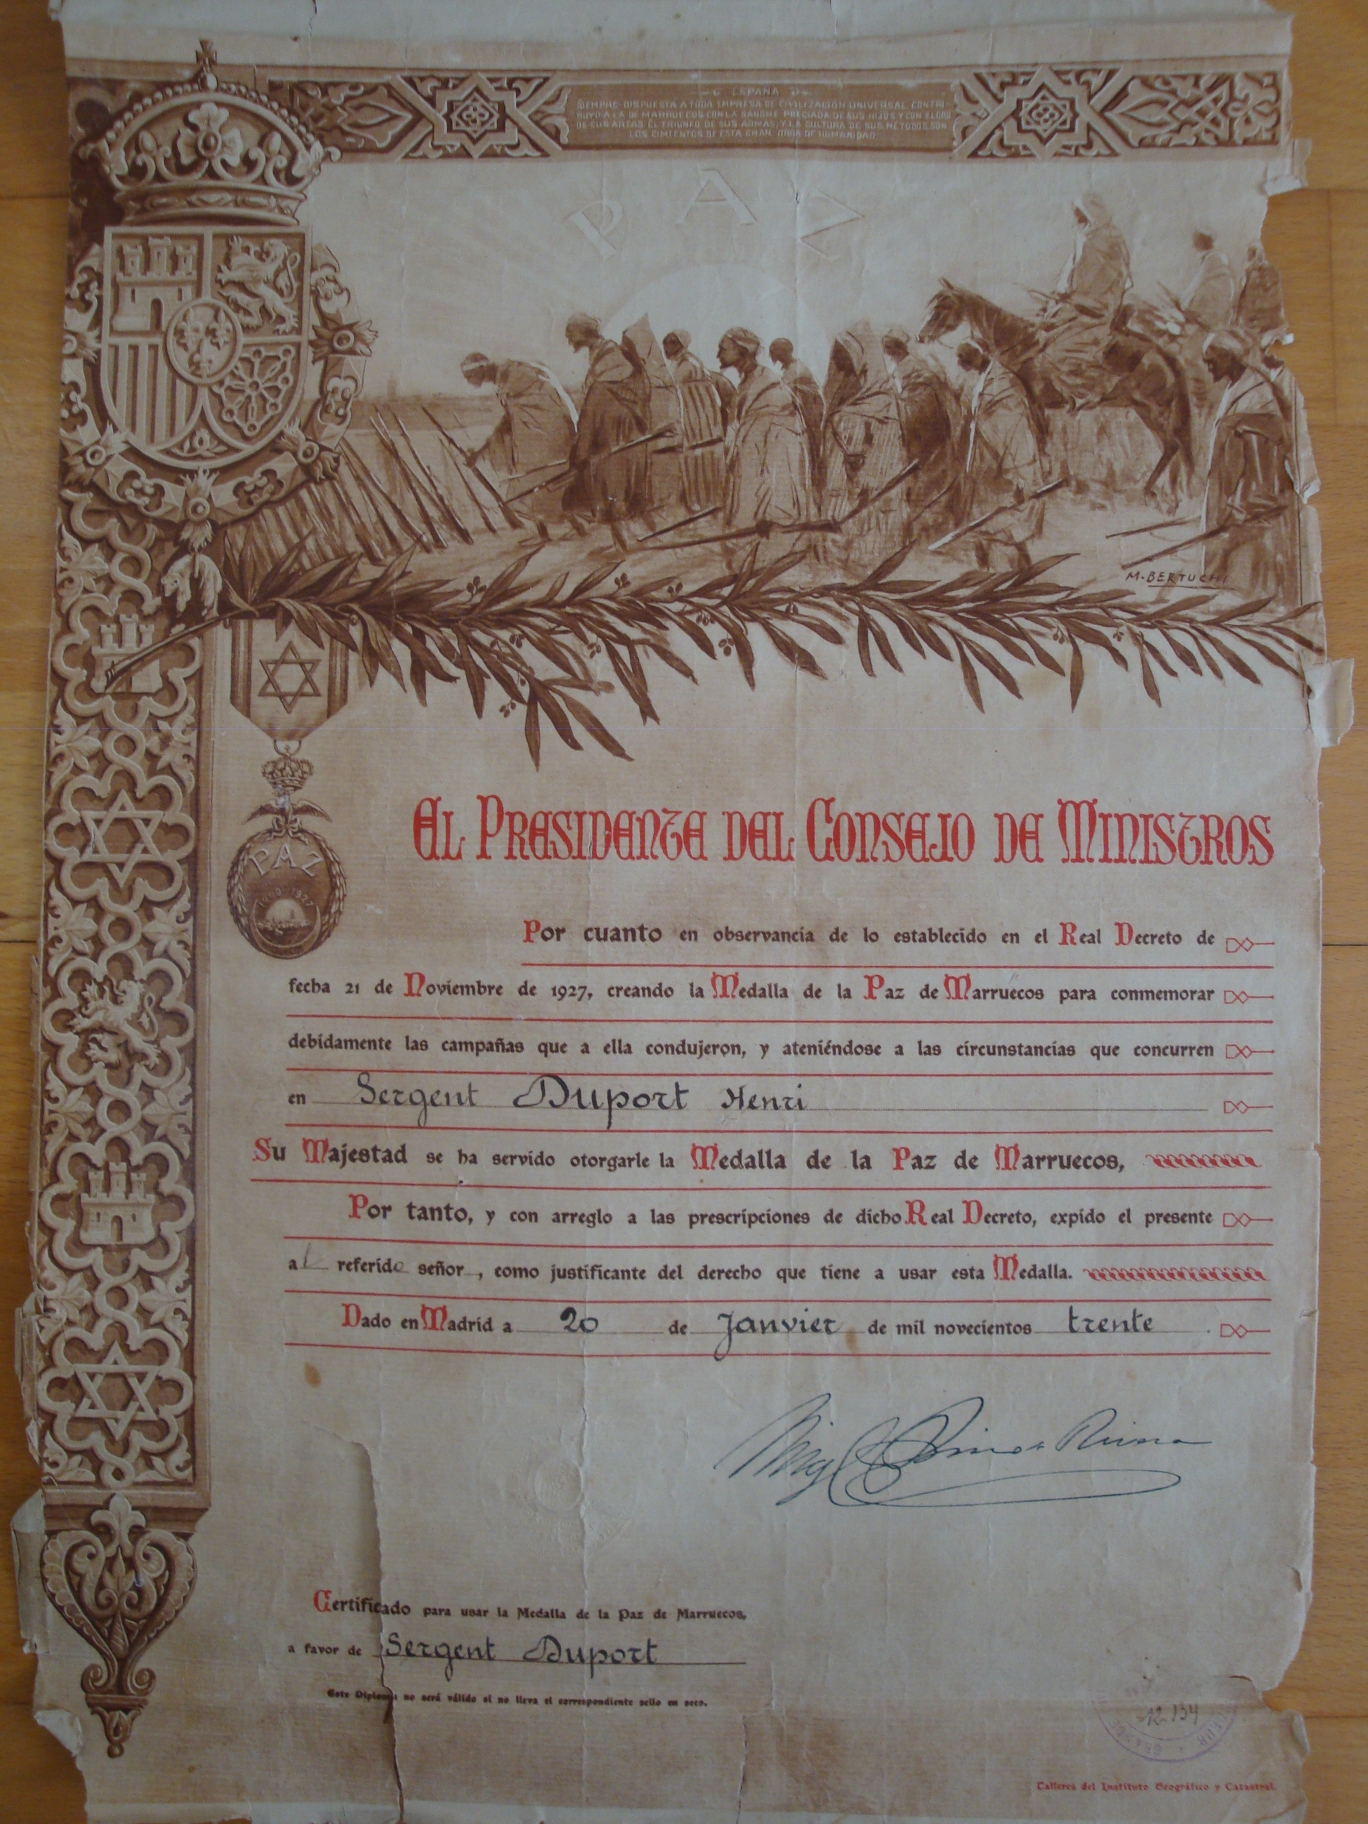 ESPAÑA
SIEMPRE DISPUESTA A TODA EMPRESA DE CIVILIZACIÓN UNIVERSAL, CONTRI-
BUYÓ A LA DE MARRUECOS CON LA SANGRE PRECIADA DE SUS HIJOS Y CON EL ORO
DE SUS ARCAS. EL TRIUNFO DE SUS ARMAS Y LA CULTURA DE SUS MÉTODOS, SON
LOS CIMIENTOS DE ESTA GRAN OBRA DE HUMANIDAD
PAZ
M-BERTUCHI
PAZ
1909-1927
El Presidente del Consejo de Ministros
Por cuanto en observancia de lo establecido en el Real Decreto de
fecha 21 de Noviembre de 1927, creando la Medalla de la Paz de Marruecos para conmemorar
debidamente las campañas que a ella condujeron, y ateniéndose a las circunstancias que concurren
en Sergent Duport Henri
Su Majestad se ha servido otorgarle la Medalla de la Paz de Marruecos,
Por tanto, y con arreglo a las prescripciones de dicho Real Decreto, expido el presente
al referido señor, como justificante del derecho que tiene a usar esta Medalla.
Dado en Madrid a 20 de Janvier de mil novecientos trente
Migl Primo de Rivera
Certificado para usar la Medalla de la Paz de Marruecos,
a favor de Sergent Duport
Este Diploma no será válido si no lleva el correspondiente sello en seco.
12.134
Talleres del Instituto Geográfico y Catastral.